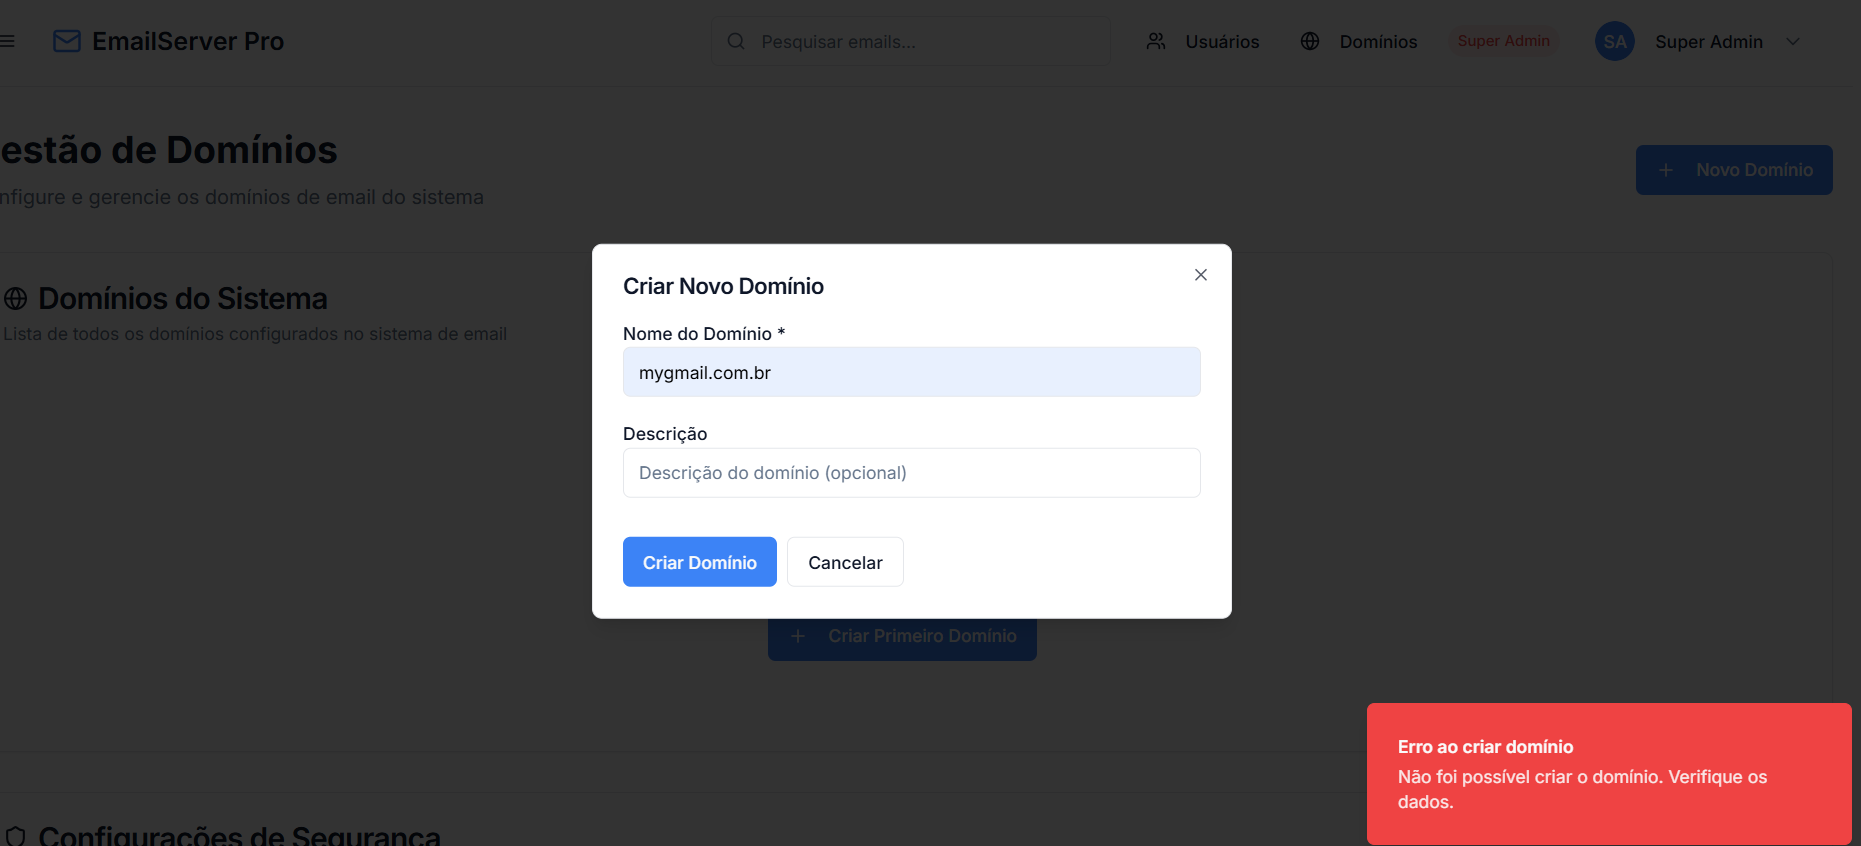 EmailServer Pro
Pesquisar emails...
Usuários
Domínios
Super Admin
SA
Super Admin
estão de Domínios
nfigure e gerencie os domínios de email do sistema
Novo Domínio
Domínios do Sistema
Lista de todos os domínios configurados no sistema de email
Criar Novo Domínio
Nome do Domínio *
mygmail.com.br
Descrição
Descrição do domínio (opcional)
Criar Domínio
Cancelar
Criar Primeiro Domínio
Erro ao criar domínio
Não foi possível criar o domínio. Verifique os
dados.
Configurações de Segurança